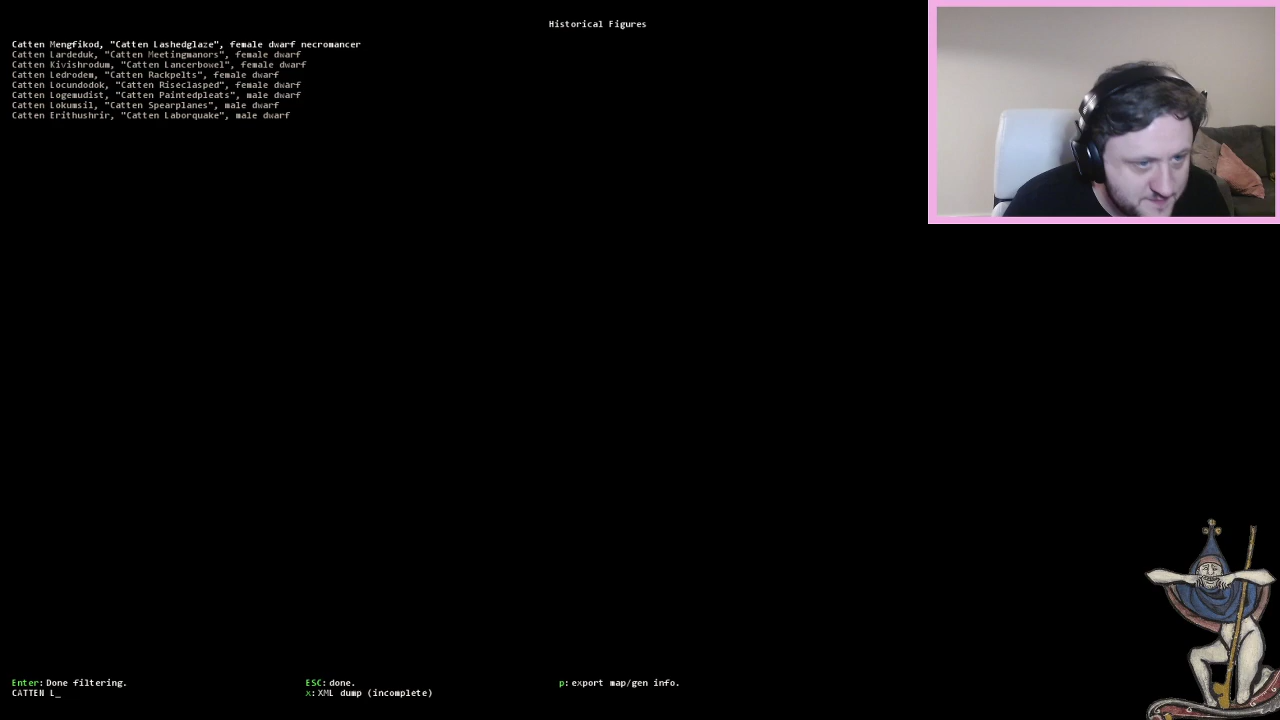 Historical Figures
Catten Mengfikod, "Catten Lashedglaze", female dwarf necromancer
Catten Lardeduk, "Catten Meetingmanors", female dwarf
Catten Kivishrodum, "Catten Lancerbowel", female dwarf
Catten Ledrodem, "Catten Rackpelts", female dwarf
Catten Locundodok, "Catten Riseclasped", female dwarf
Catten Logemudist, "Catten Paintedpleats", male dwarf
Catten Lokumsil, "Catten Spearplanes", male dwarf
Catten Erithushrir, "Catten Laborquake", male dwarf
Enter: Done filtering. ESC: done. p: export map/gen info.
CATTEN L_ x: XML dump (incomplete)